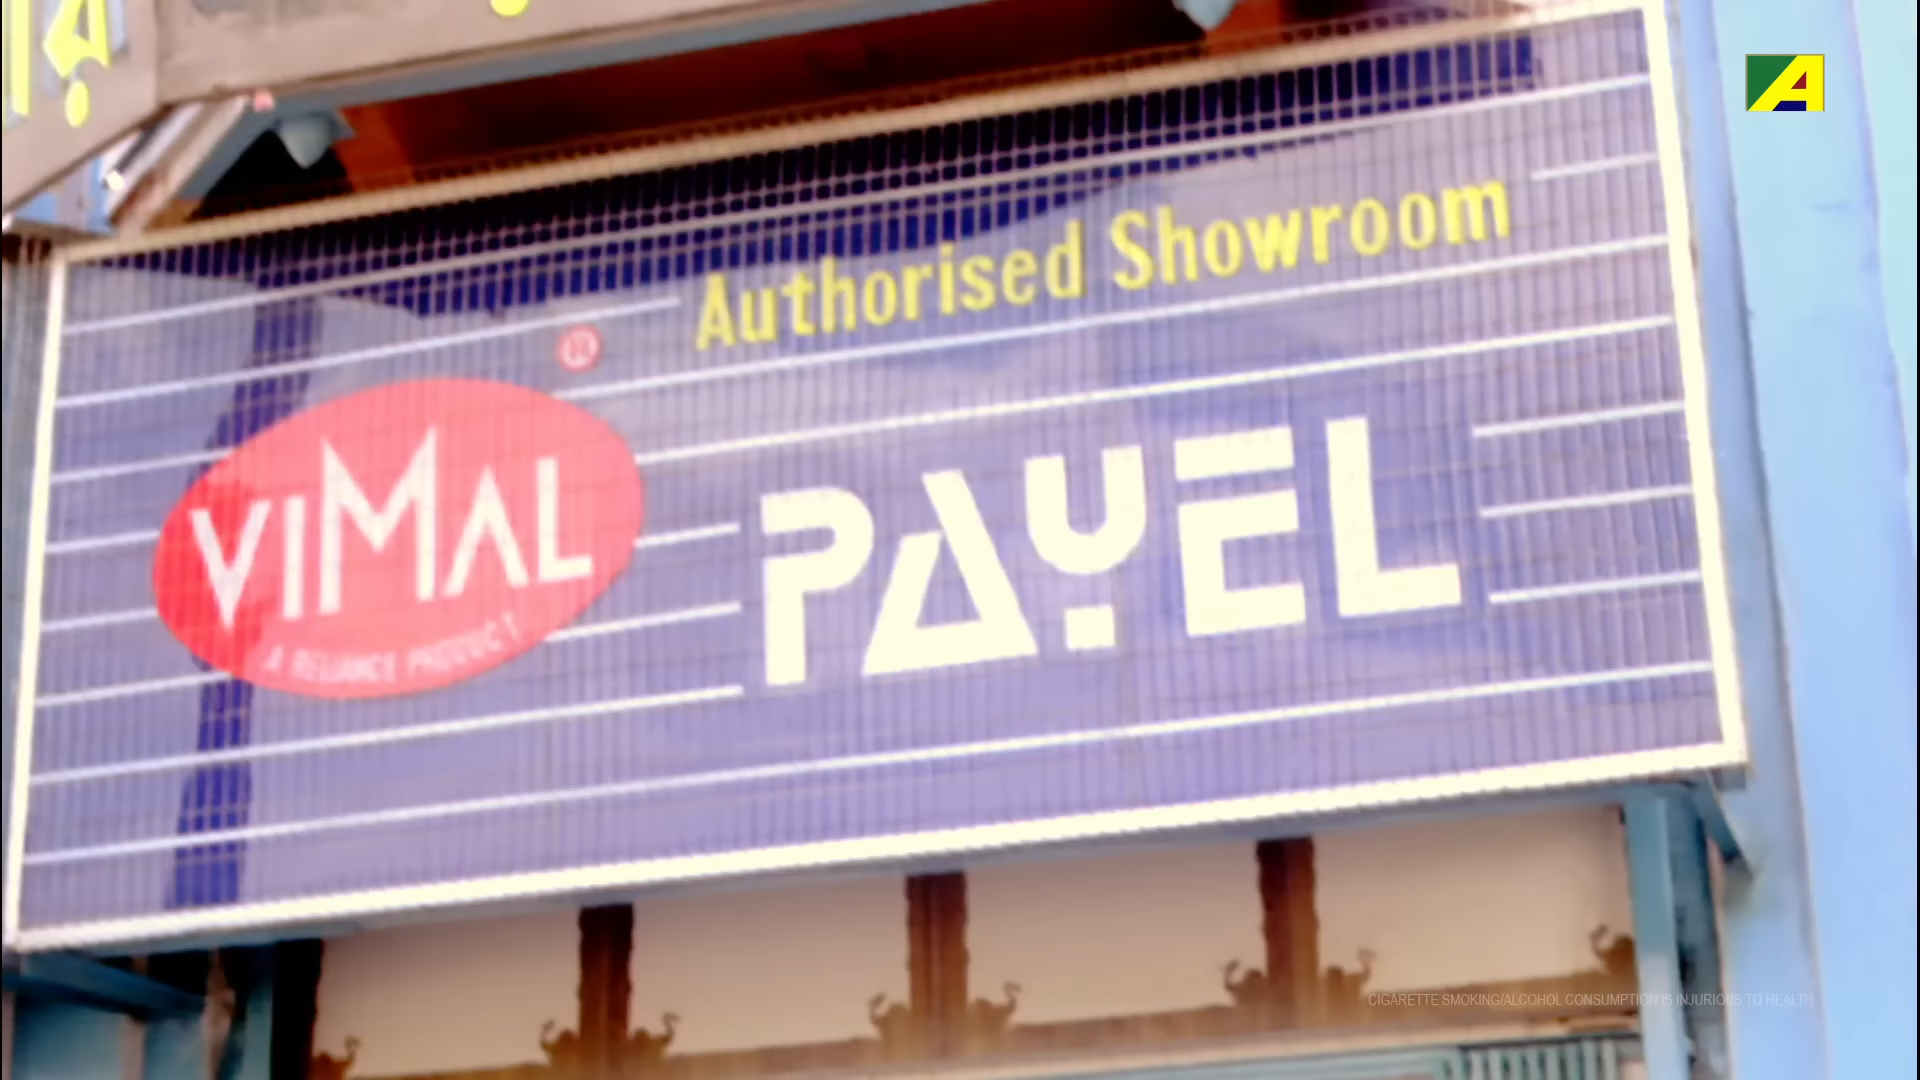 Authorised Showroom
VIMAL
A RELIANCE PRODUCT
PAYEL
CIGARETTE SMOKING/ALCOHOL CONSUMPTION IS INJURIOUS TO HEALTH